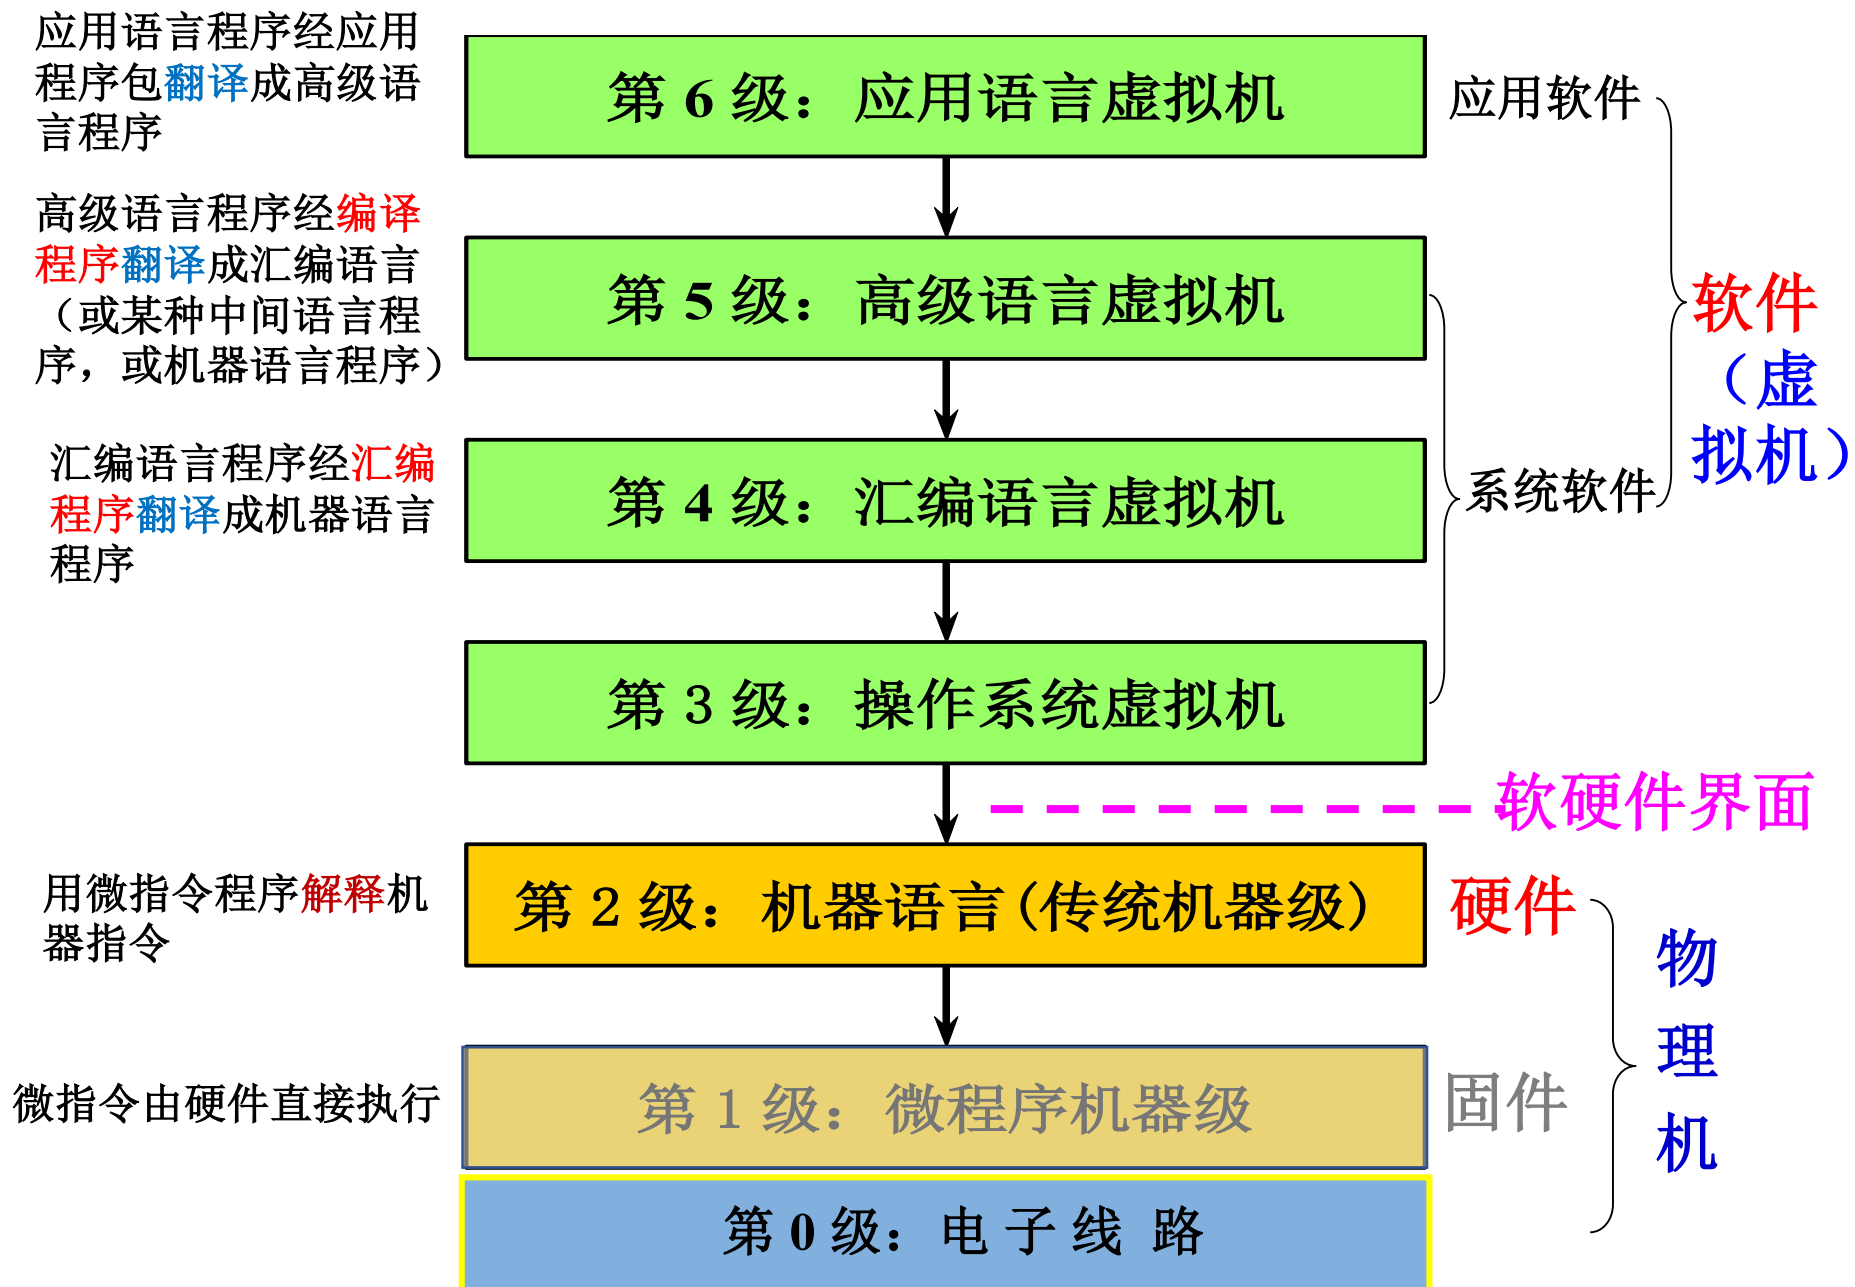 应用语言程序经应用
程序包翻译成高级语
言程序
第 6 级：应用语言虚拟机
应用软件
高级语言程序经编译
程序翻译成汇编语言
（或某种中间语言程
序，或机器语言程序）
第 5 级：高级语言虚拟机
软件
（虚
拟机）
汇编语言程序经汇编
程序翻译成机器语言
程序
第 4 级：汇编语言虚拟机
系统软件
第 3 级：操作系统虚拟机
软硬件界面
用微指令程序解释机
器指令
第 2 级：机器语言(传统机器级)
硬件
物
理
机
微指令由硬件直接执行
第 1 级：微程序机器级
固件
第 0 级：电 子 线 路